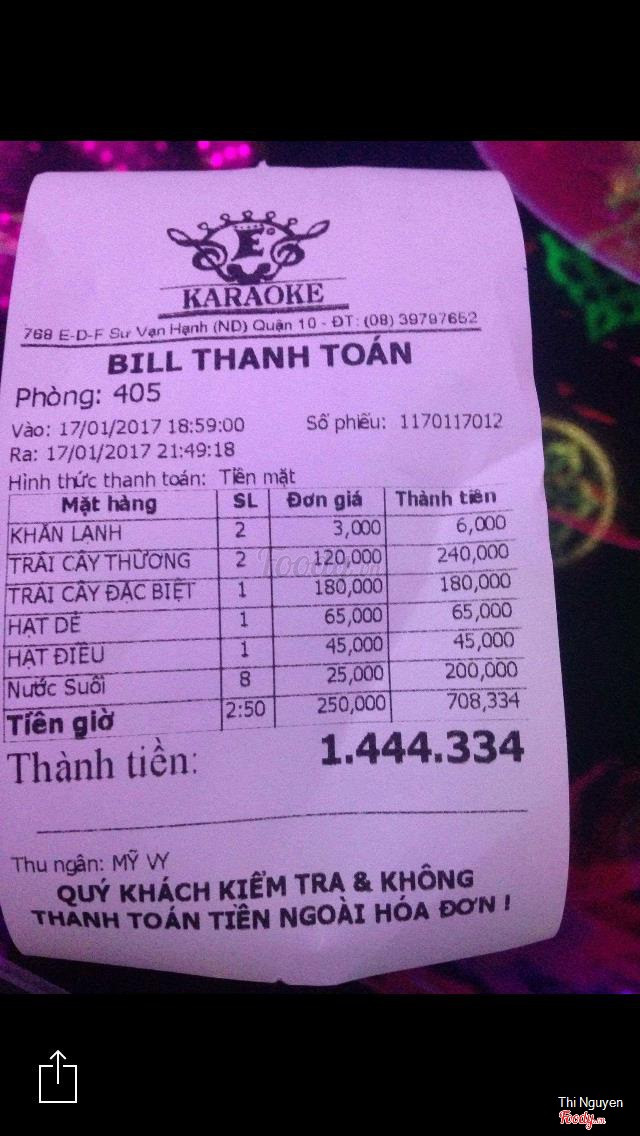 E
KARAOKE
768 E-D-F Sư Vạn Hạnh (ND) Quận 10 - ĐT: (08) 39797652
BILL THANH TOÁN
Phòng: 405
Vào: 17/01/2017 18:59:00 Số phiếu: 1170117012
Ra: 17/01/2017 21:49:18
Hình thức thanh toán: Tiền mặt
Mặt hàng SL Đơn giá Thành tiền
KHĂN LẠNH 2 3,000 6,000
TRÁI CÂY THƯỜNG 2 120,000 240,000
TRÁI CÂY ĐẶC BIỆT 1 180,000 180,000
HẠT DẺ 1 65,000 65,000
HẠT ĐIỀU 1 45,000 45,000
Nước Suối 8 25,000 200,000
Tiền giờ 2:50 250,000 708,334
Thành tiền: 1.444.334
Thu ngân: MỸ VY
QUÝ KHÁCH KIỂM TRA & KHÔNG
THANH TOÁN TIỀN NGOÀI HÓA ĐƠN !
Foody.vn
Thi Nguyen
Foody.vn